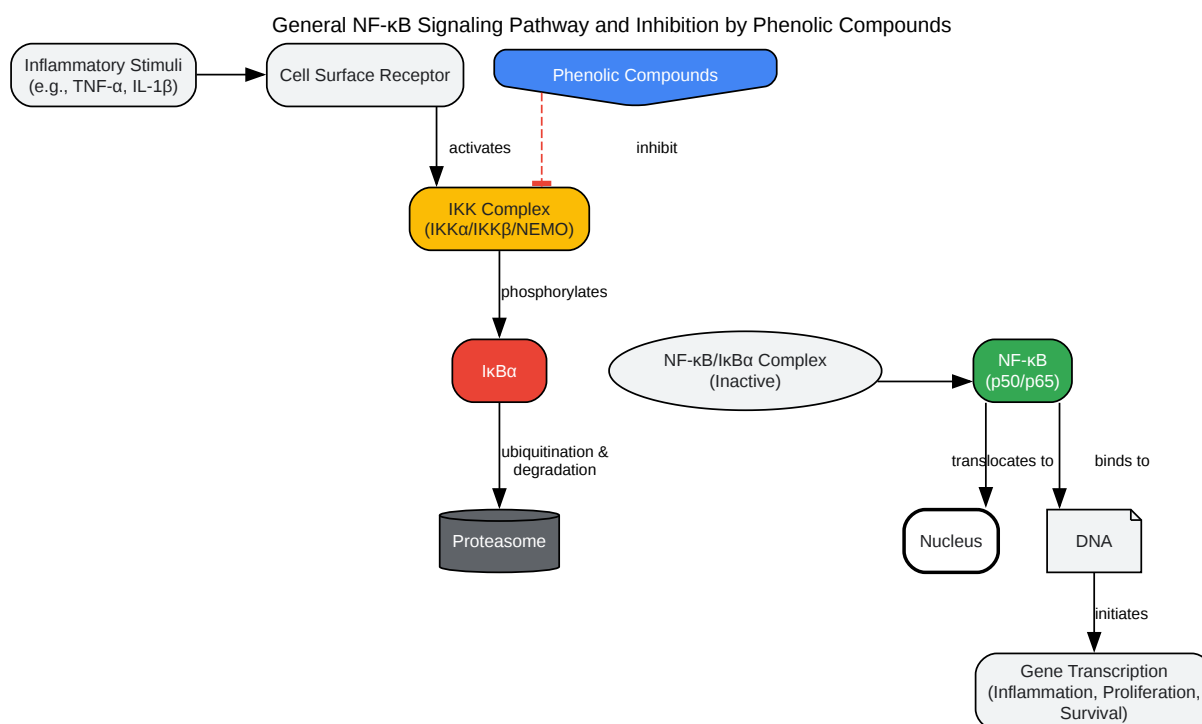 General NF-κB Signaling Pathway and Inhibition by Phenolic Compounds
Inflammatory Stimuli
(e.g., TNF-α, IL-1β)
Cell Surface Receptor
Phenolic Compounds
activates
inhibit
IKK Complex
(IKKα/IKKβ/NEMO)
phosphorylates
IκBα
NF-κB/IκBα Complex
(Inactive)
NF-κB
(p50/p65)
ubiquitination &
degradation
translocates to
binds to
Proteasome
Nucleus
DNA
initiates
Gene Transcription
(Inflammation, Proliferation,
Survival)